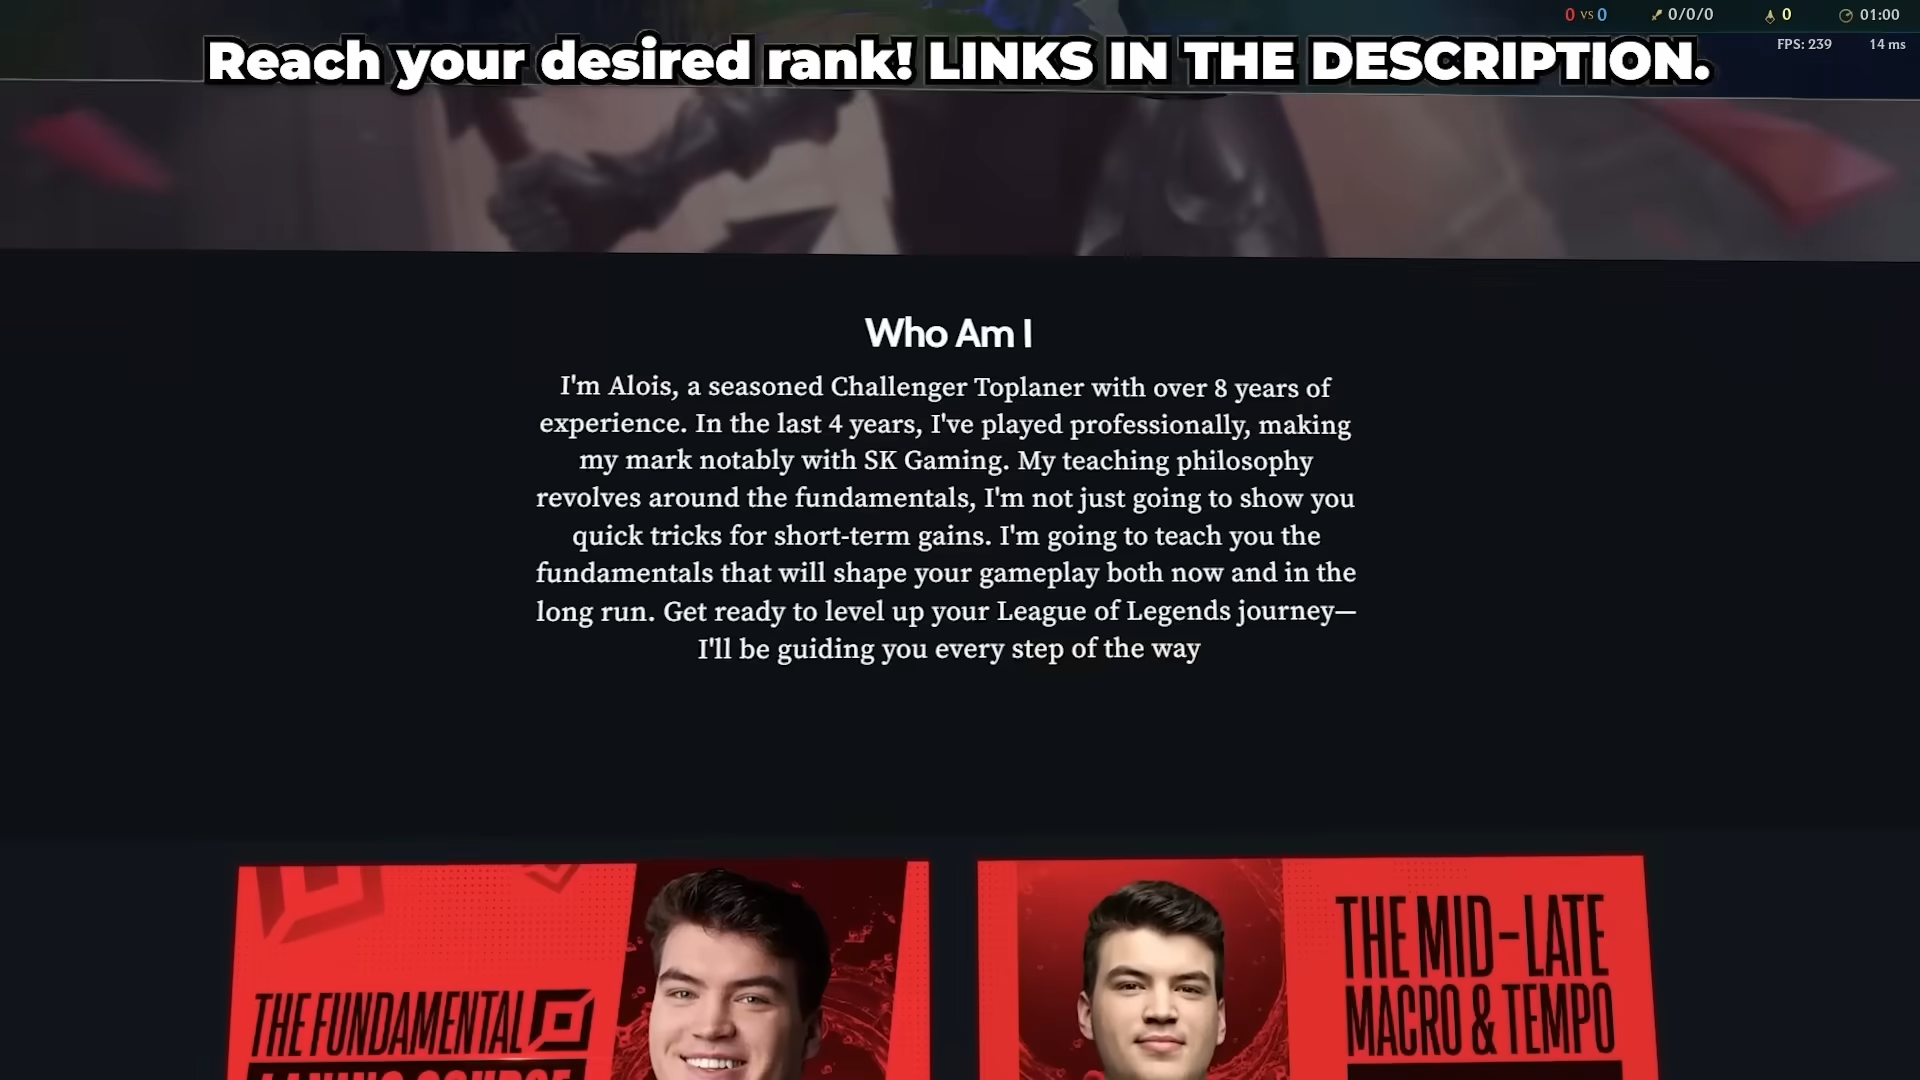 0 vs 0 0/0/0 0 01:00
FPS: 239 14 ms
Reach your desired rank! LINKS IN THE DESCRIPTION.
Who Am I
I'm Alois, a seasoned Challenger Toplaner with over 8 years of
experience. In the last 4 years, I've played professionally, making
my mark notably with SK Gaming. My teaching philosophy
revolves around the fundamentals, I'm not just going to show you
quick tricks for short-term gains. I'm going to teach you the
fundamentals that will shape your gameplay both now and in the
long run. Get ready to level up your League of Legends journey—
I'll be guiding you every step of the way
THE FUNDAMENTAL
LANING COURSE
THE MID-LATE
MACRO & TEMPO